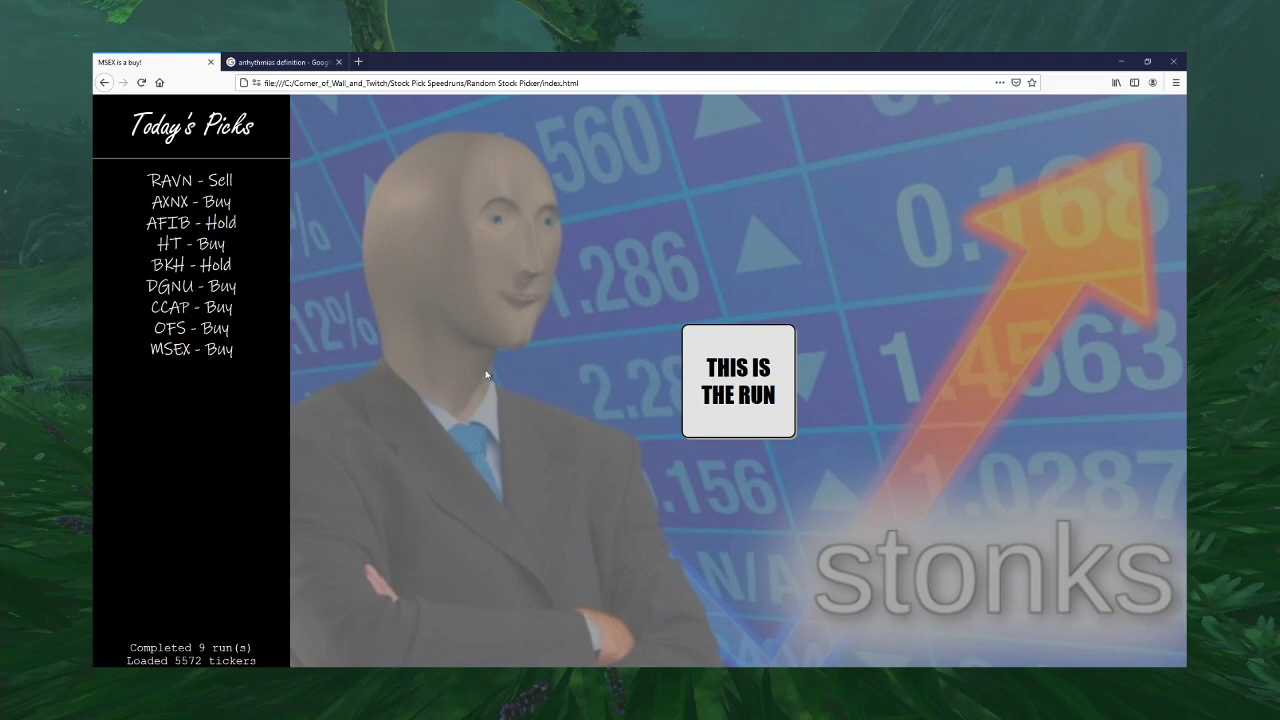 MSEX is a buy!
arrhythmias definition - Goog
file:///C:/Corner_of_Wall_and_Twitch/Stock Pick Speedruns/Random Stock Picker/index.html
Today's Picks
RAVN - Sell
AXNX - Buy
AFIB - Hold
HT - Buy
BKH - Hold
DGNU - Buy
CCAP - Buy
OFS - Buy
MSEX - Buy
Completed 9 run(s)
Loaded 5572 tickers
560
0.168
%
1.286
12%
1.4563
2.28
THIS IS
THE RUN
.156
1.0287
N/A
stonks